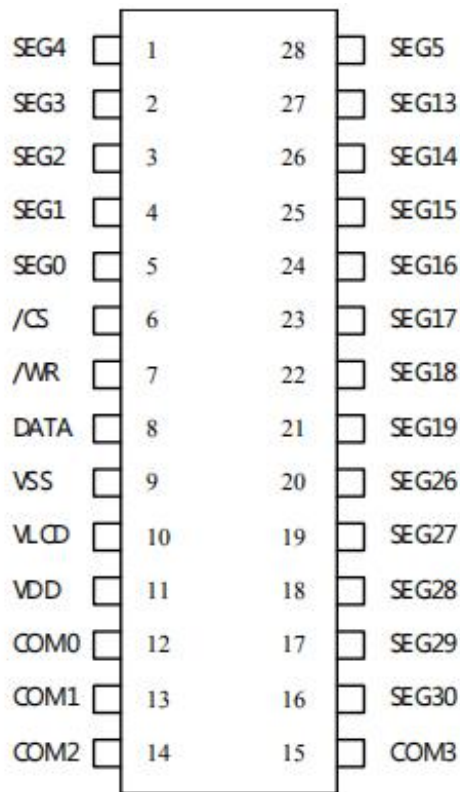 SEG4 1 28 SEG5
SEG3 2 27 SEG13
SEG2 3 26 SEG14
SEG1 4 25 SEG15
SEG0 5 24 SEG16
/CS 6 23 SEG17
/WR 7 22 SEG18
DATA 8 21 SEG19
VSS 9 20 SEG26
VLCD 10 19 SEG27
VDD 11 18 SEG28
COM0 12 17 SEG29
COM1 13 16 SEG30
COM2 14 15 COM3